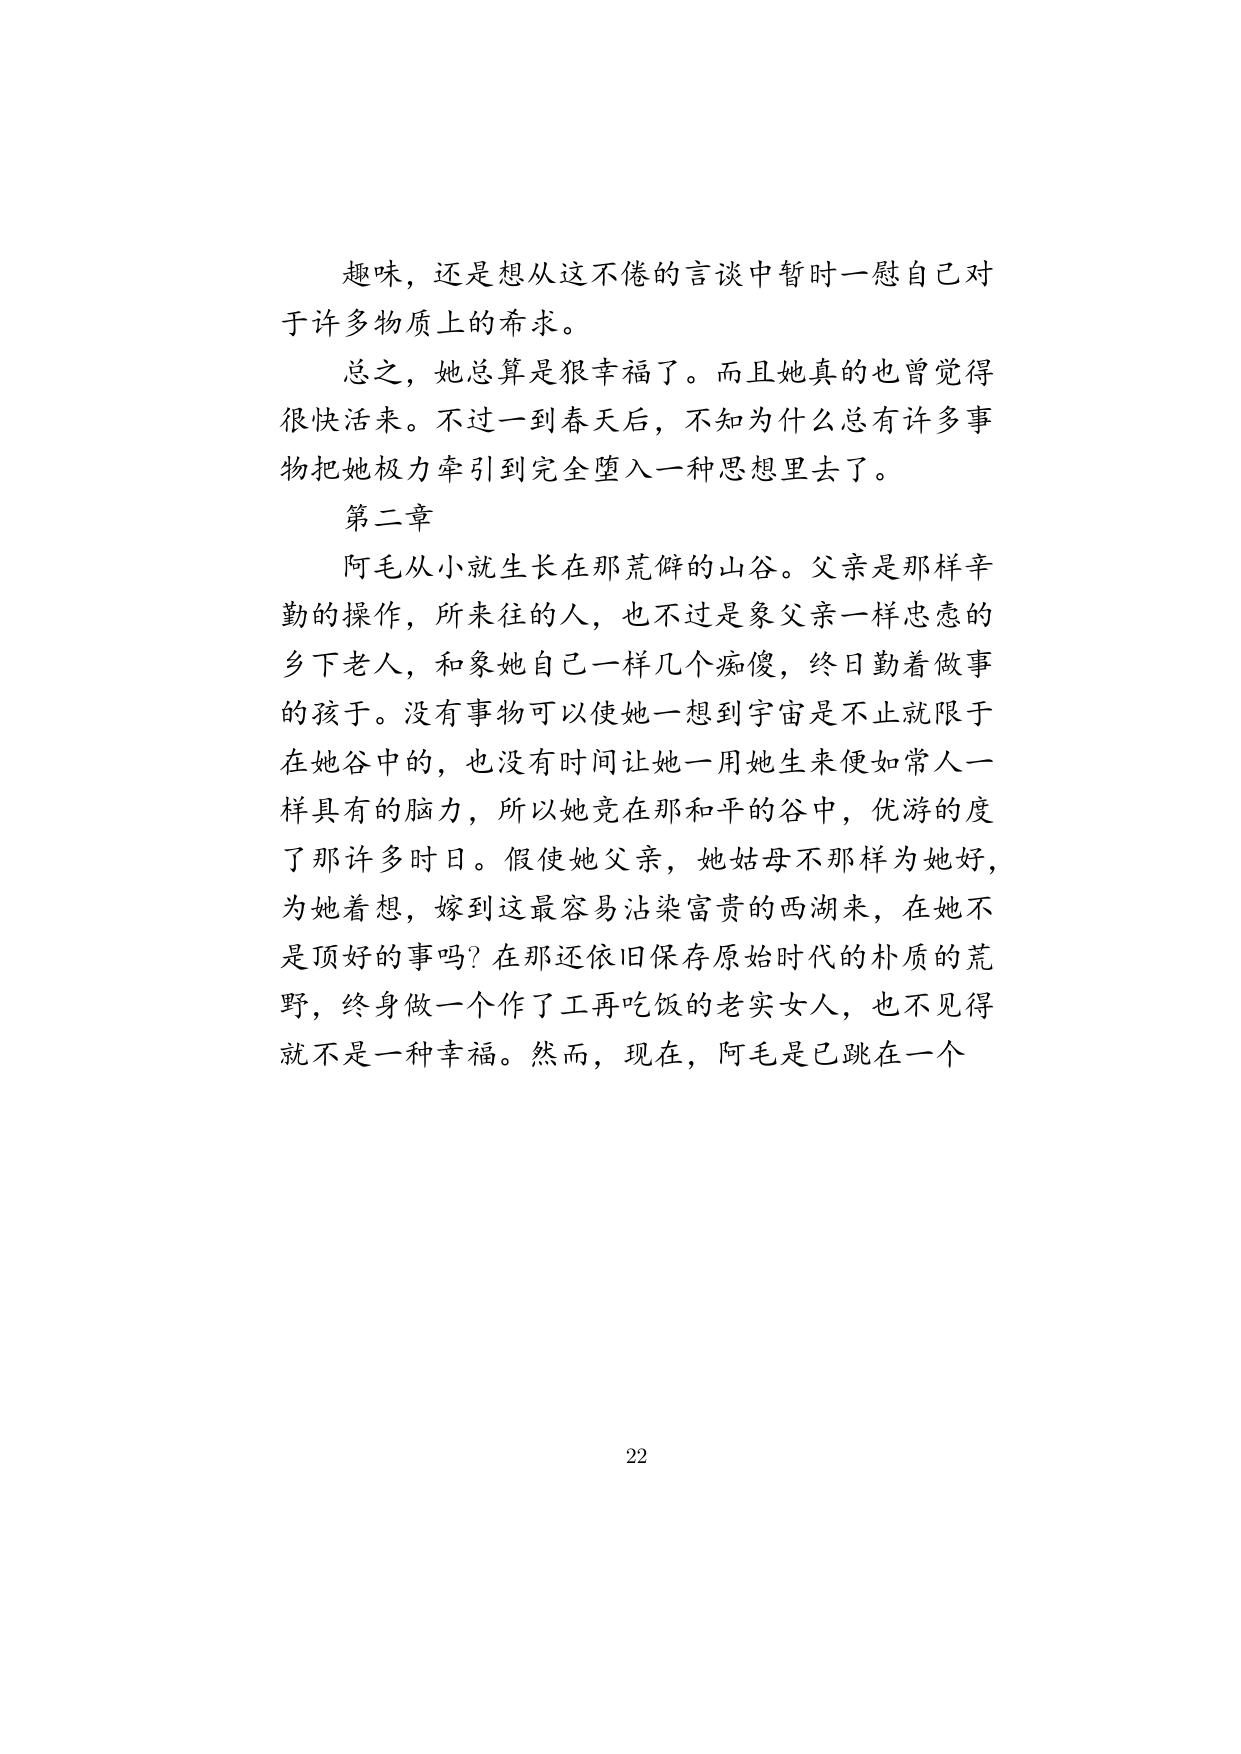 趣味，还是想从这不倦的言谈中暂时一慰自己对
于许多物质上的希求。
总之，她总算是狠幸福了。而且她真的也曾觉得
很快活来。不过一到春天后，不知为什么总有许多事
物把她极力牵引到完全堕入一种思想里去了。
第二章
阿毛从小就生长在那荒僻的山谷。父亲是那样辛
勤的操作，所来往的人，也不过是象父亲一样忠悫的
乡下老人，和象她自己一样几个痴傻，终日勤着做事
的孩于。没有事物可以使她一想到宇宙是不止就限于
在她谷中的，也没有时间让她一用她生来便如常人一
样具有的脑力，所以她竞在那和平的谷中，优游的度
了那许多时日。假使她父亲，她姑母不那样为她好，
为她着想，嫁到这最容易沾染富贵的西湖来，在她不
是顶好的事吗？在那还依旧保存原始时代的朴质的荒
野，终身做一个作了工再吃饭的老实女人，也不见得
就不是一种幸福。然而，现在，阿毛是已跳在一个
22